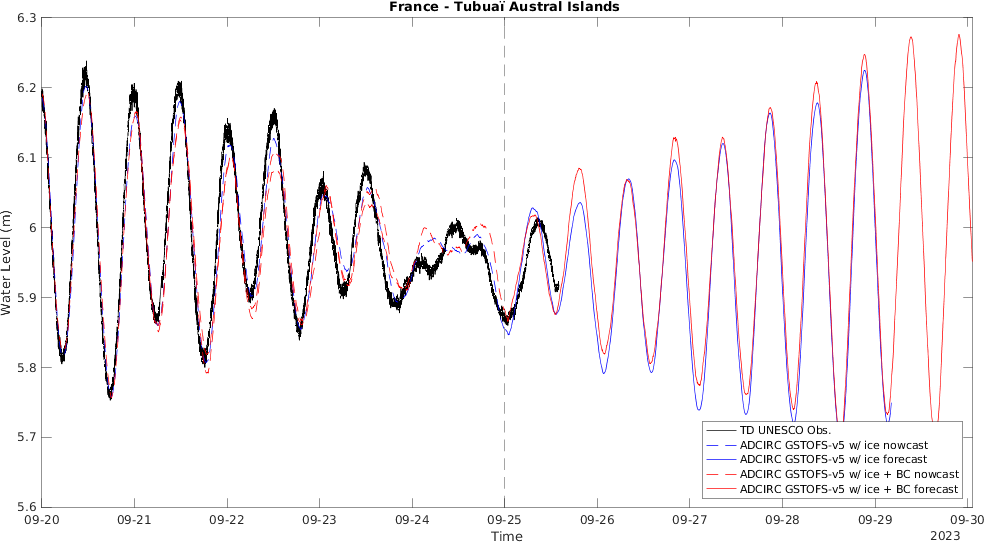 France - Tubuaï Austral Islands
Water Level (m)
6.3
6.2
6.1
6
5.9
5.8
5.7
5.6
TD UNESCO Obs.
ADCIRC GSTOFS-v5 w/ ice nowcast
ADCIRC GSTOFS-v5 w/ ice forecast
ADCIRC GSTOFS-v5 w/ ice + BC nowcast
ADCIRC GSTOFS-v5 w/ ice + BC forecast
09-20 09-21 09-22 09-23 09-24 09-25 09-26 09-27 09-28 09-29 09-30
Time
2023